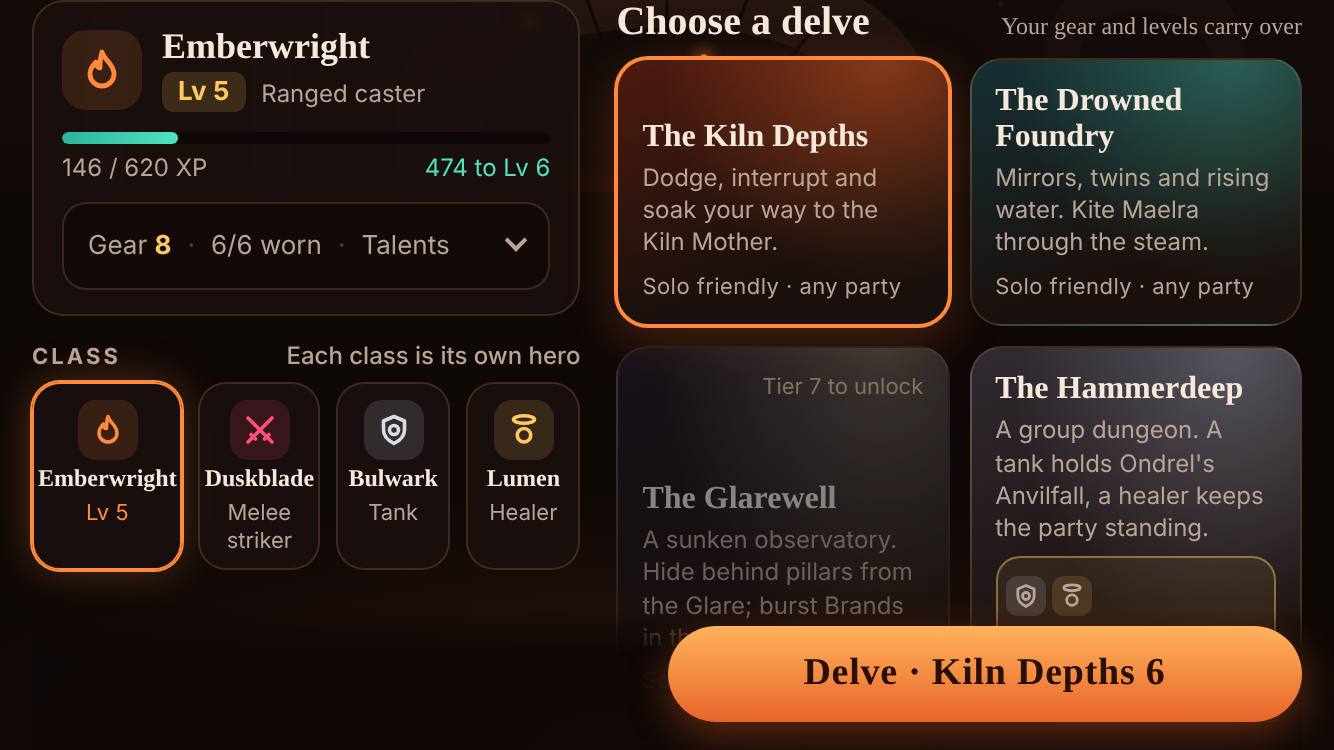 Emberwright
Lv 5 Ranged caster
146 / 620 XP 474 to Lv 6
Gear 8 · 6/6 worn · Talents
CLASS Each class is its own hero
Emberwright
Lv 5
Duskblade
Melee
striker
Bulwark
Tank
Lumen
Healer
Choose a delve Your gear and levels carry over
The Kiln Depths
Dodge, interrupt and
soak your way to the
Kiln Mother.
Solo friendly · any party
The Drowned
Foundry
Mirrors, twins and rising
water. Kite Maelra
through the steam.
Solo friendly · any party
Tier 7 to unlock
The Glarewell
A sunken observatory.
Hide behind pillars from
the Glare; burst Brands
in
The Hammerdeep
A group dungeon. A
tank holds Ondrel's
Anvilfall, a healer keeps
the party standing.
Delve · Kiln Depths 6